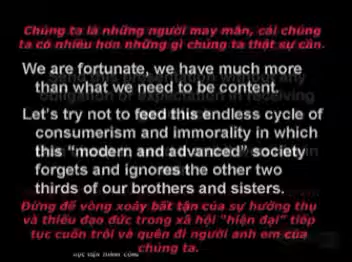 Chúng ta là những người may mắn, cái chúng
ta có nhiều hơn những gì chúng ta thật sự cần.
We are fortunate, we have much more
than what we need to be content.
Let's try not to feed this endless cycle of
consumerism and immorality in which
this "modern and advanced" society
forgets and ignores the other two
thirds of our brothers and sisters.
Đừng để vòng xoáy bất tận của sự hưởng thụ
và thiếu đạo đức trong xã hội "hiện đại" tiếp
tục cuốn trôi và quên đi người anh em của
chúng ta.